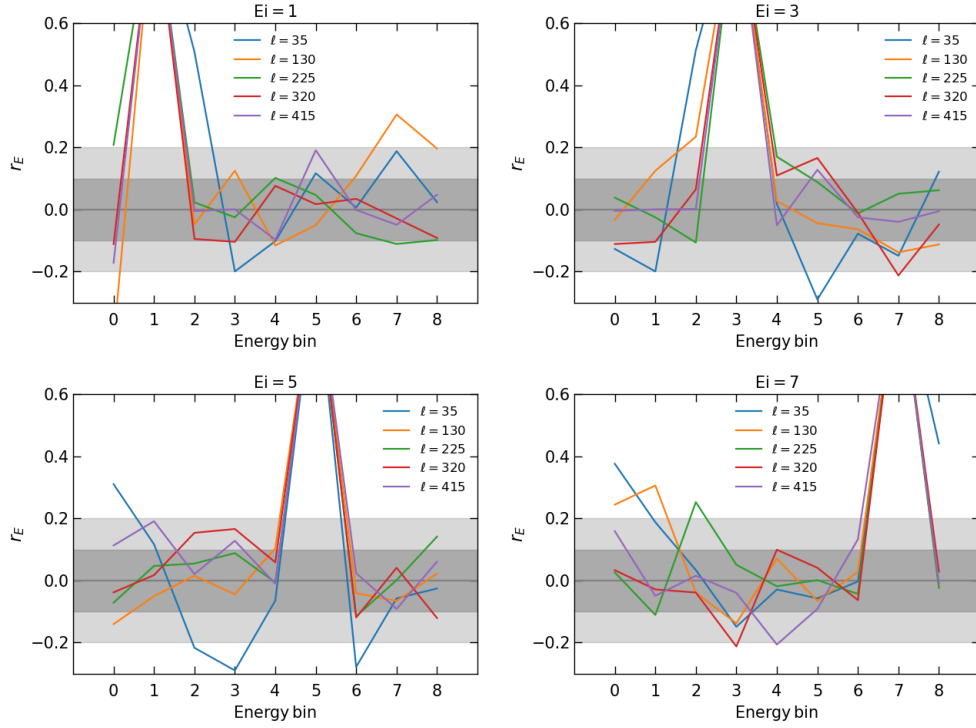 Ei = 1
0.6
0.4
0.2
0.0
−0.2
r_E
ℓ = 35
ℓ = 130
ℓ = 225
ℓ = 320
ℓ = 415
0 1 2 3 4 5 6 7 8
Energy bin
Ei = 3
0.6
0.4
0.2
0.0
−0.2
r_E
ℓ = 35
ℓ = 130
ℓ = 225
ℓ = 320
ℓ = 415
0 1 2 3 4 5 6 7 8
Energy bin
Ei = 5
0.6
0.4
0.2
0.0
−0.2
r_E
ℓ = 35
ℓ = 130
ℓ = 225
ℓ = 320
ℓ = 415
0 1 2 3 4 5 6 7 8
Energy bin
Ei = 7
0.6
0.4
0.2
0.0
−0.2
r_E
ℓ = 35
ℓ = 130
ℓ = 225
ℓ = 320
ℓ = 415
0 1 2 3 4 5 6 7 8
Energy bin